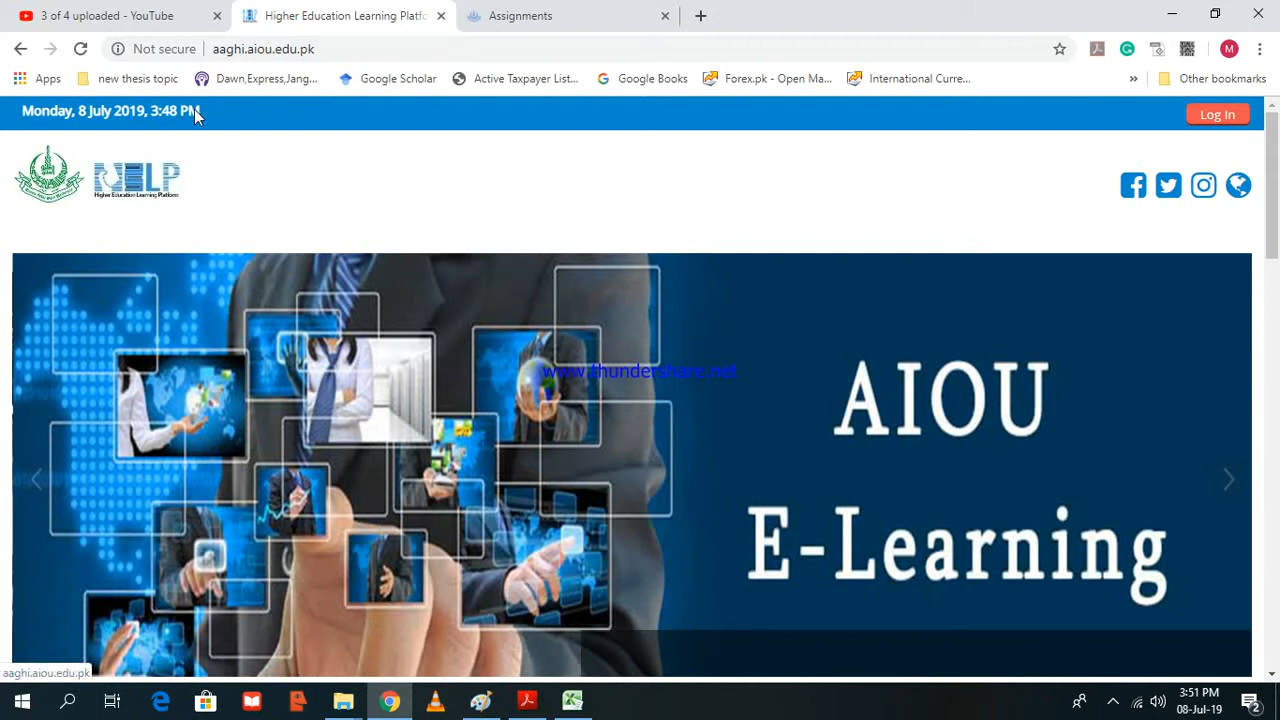 3 of 4 uploaded - YouTube
Higher Education Learning Platfo
Assignments
Not secure
aaghi.aiou.edu.pk
M
Apps
new thesis topic
Dawn,Express,Jang...
Google Scholar
Active Taxpayer List...
Google Books
Forex.pk - Open Ma...
International Curre...
»
Other bookmarks
Monday, 8 July 2019, 3:48 PM
Log In
HELP
Higher Education Learning Platform
www.thundershare.net
AIOU
E-Learning
aaghi.aiou.edu.pk
3:51 PM
08-Jul-19
2